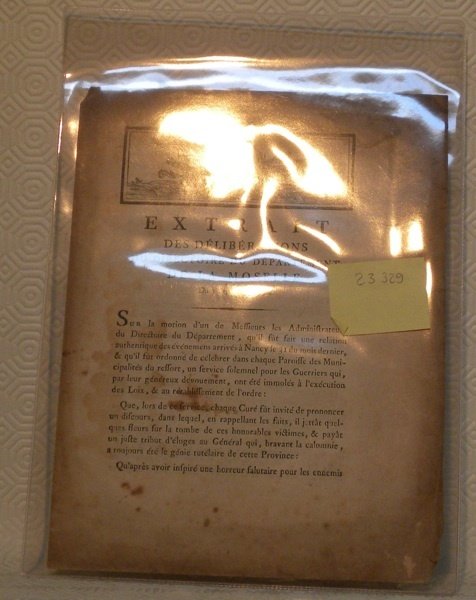 EXTRAIT
DES DÉLIBÉRATIONS
DU DÉPARTEMENT
DE LA MOSELLE
23 329
Sur la motion d'un de Messieurs les Administrateurs
du Directoire du Département, qu'il fût fait une relation
authentique des événemens arrivés à Nancy le 31 du mois dernier,
& qu'il fût ordonné de célébrer dans chaque Paroisse des Muni-
cipalités du ressort, un service solemnel pour les Guerriers qui,
par leur généreux dévouement, ont été immolés à l'exécution
des Loix, & au rétablissement de l'ordre:
Que, lors de ce service, chaque Curé fût invité de prononcer
un discours, dans lequel, en rappellant les faits, il jetât quel-
ques fleurs sur la tombe de ces honorables victimes, & payât
un juste tribut d'éloges au Général qui, bravant la calomnie,
a toujours été le génie tutélaire de cette Province:
Qu'après avoir inspiré une horreur salutaire pour les ennemis